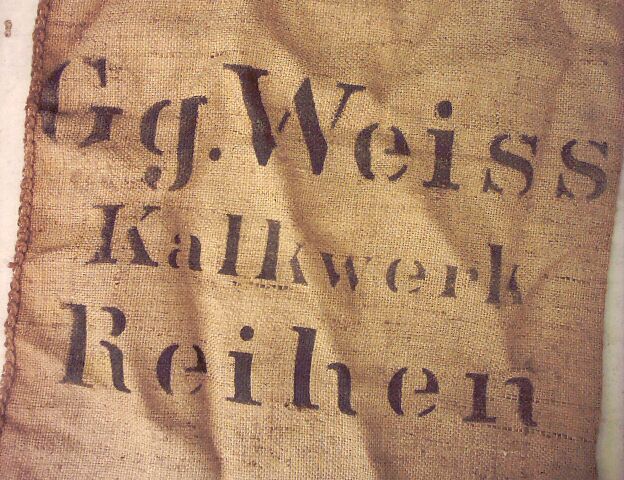 Gg. Weiss
Kalkwerk
Reihen